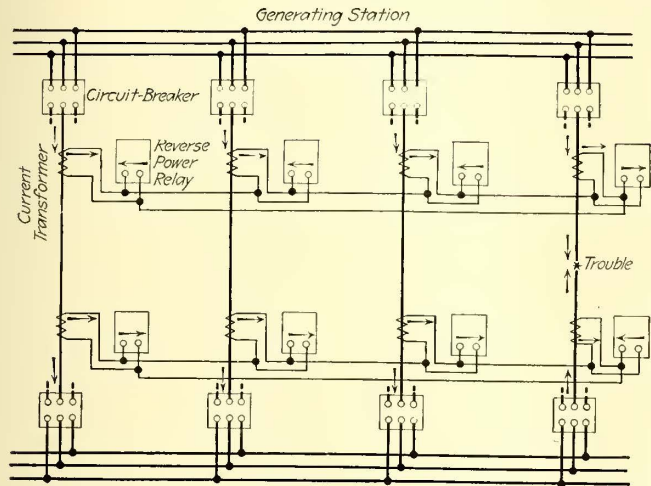 Generating Station
Circuit-Breaker
Current
Transformer
Reverse
Power
Relay
Trouble